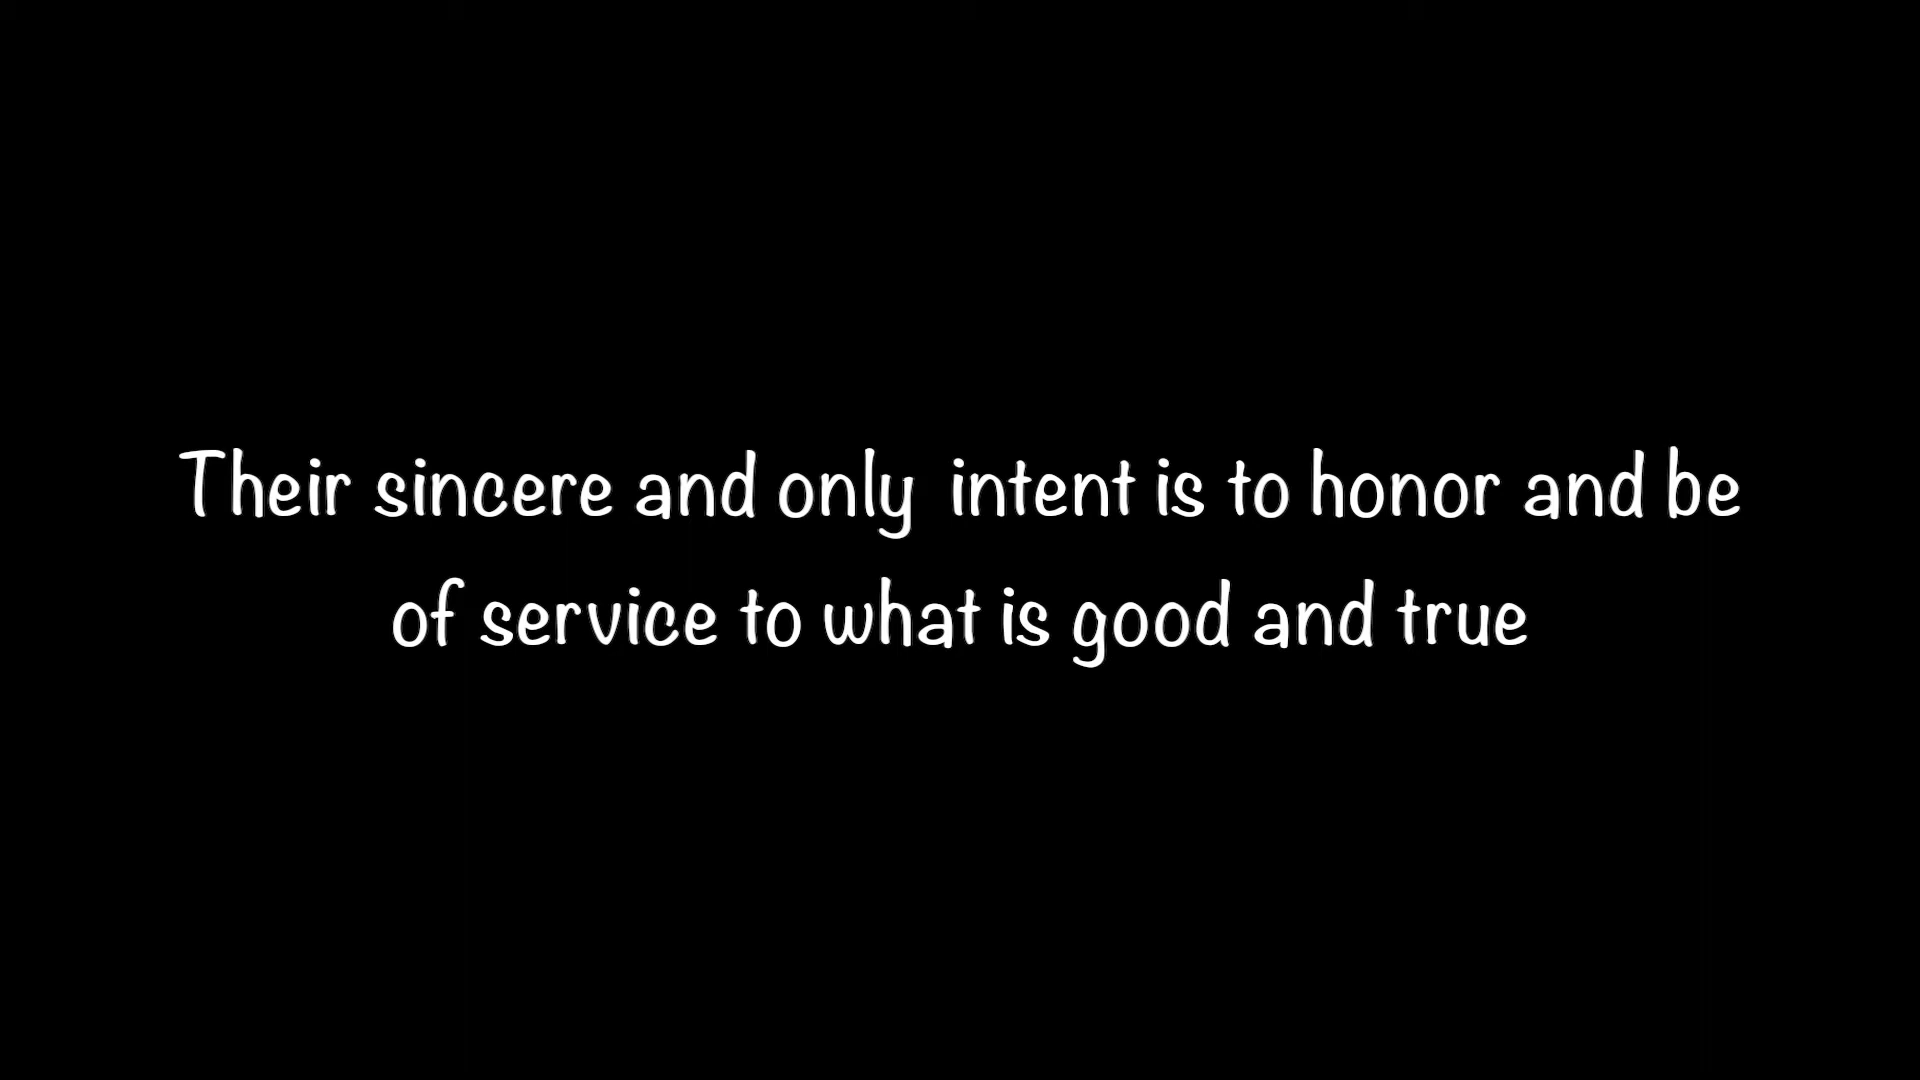 Their sincere and only  intent is to honor and be
of service to what is good and true